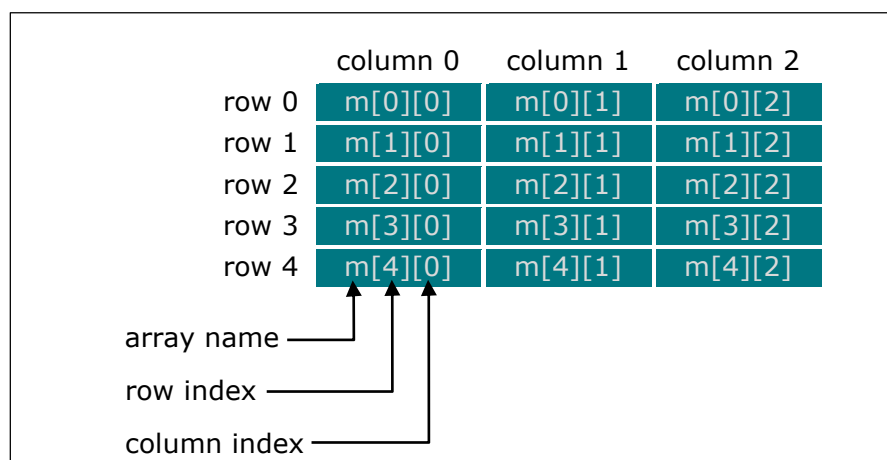 column 0 column 1 column 2
row 0 m[0][0] m[0][1] m[0][2]
row 1 m[1][0] m[1][1] m[1][2]
row 2 m[2][0] m[2][1] m[2][2]
row 3 m[3][0] m[3][1] m[3][2]
row 4 m[4][0] m[4][1] m[4][2]
array name
row index
column index